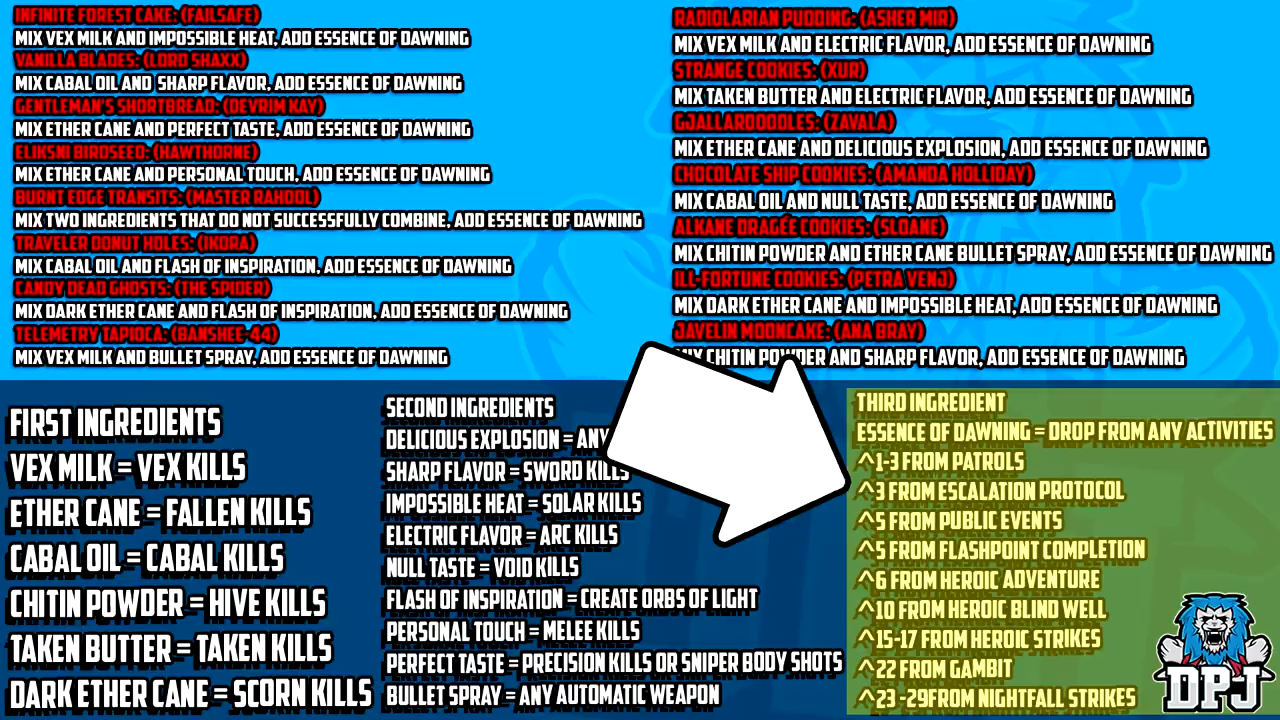 INFINITE FOREST CAKE: (FAILSAFE)
MIX VEX MILK AND IMPOSSIBLE HEAT, ADD ESSENCE OF DAWNING
VANILLA BLADES: (LORD SHAXX)
MIX CABAL OIL AND SHARP FLAVOR, ADD ESSENCE OF DAWNING
GENTLEMAN'S SHORTBREAD: (DEVRIM KAY)
MIX ETHER CANE AND PERFECT TASTE, ADD ESSENCE OF DAWNING
ELIKSNI BIRDSEED: (HAWTHORNE)
MIX ETHER CANE AND PERSONAL TOUCH, ADD ESSENCE OF DAWNING
BURNT EDGE TRANSITS: (MASTER RAHOOL)
MIX TWO INGREDIENTS THAT DO NOT SUCCESSFULLY COMBINE, ADD ESSENCE OF DAWNING
TRAVELER DONUT HOLES: (IKORA)
MIX CABAL OIL AND FLASH OF INSPIRATION, ADD ESSENCE OF DAWNING
CANDY DEAD GHOSTS: (THE SPIDER)
MIX DARK ETHER CANE AND FLASH OF INSPIRATION, ADD ESSENCE OF DAWNING
TELEMETRY TAPIOCA: (BANSHEE-44)
MIX VEX MILK AND BULLET SPRAY, ADD ESSENCE OF DAWNING
RADIOLARIAN PUDDING: (ASHER MIR)
MIX VEX MILK AND ELECTRIC FLAVOR, ADD ESSENCE OF DAWNING
STRANGE COOKIES: (XUR)
MIX TAKEN BUTTER AND ELECTRIC FLAVOR, ADD ESSENCE OF DAWNING
GJALLARDOODLES: (ZAVALA)
MIX ETHER CANE AND DELICIOUS EXPLOSION, ADD ESSENCE OF DAWNING
CHOCOLATE SHIP COOKIES: (AMANDA HOLLIDAY)
MIX CABAL OIL AND NULL TASTE, ADD ESSENCE OF DAWNING
ALKANE DRAGÉE COOKIES: (SLOANE)
MIX CHITIN POWDER AND ETHER CANE BULLET SPRAY, ADD ESSENCE OF DAWNING
ILL-FORTUNE COOKIES: (PETRA VENJ)
MIX DARK ETHER CANE AND IMPOSSIBLE HEAT, ADD ESSENCE OF DAWNING
JAVELIN MOONCAKE: (ANA BRAY)
MIX CHITIN POWDER AND SHARP FLAVOR, ADD ESSENCE OF DAWNING
FIRST INGREDIENTS
VEX MILK = VEX KILLS
ETHER CANE = FALLEN KILLS
CABAL OIL = CABAL KILLS
CHITIN POWDER = HIVE KILLS
TAKEN BUTTER = TAKEN KILLS
DARK ETHER CANE = SCORN KILLS
SECOND INGREDIENTS
DELICIOUS EXPLOSION = ANY
SHARP FLAVOR = SWORD KILLS
IMPOSSIBLE HEAT = SOLAR KILLS
ELECTRIC FLAVOR = ARC KILLS
NULL TASTE = VOID KILLS
FLASH OF INSPIRATION = CREATE ORBS OF LIGHT
PERSONAL TOUCH = MELEE KILLS
PERFECT TASTE = PRECISION KILLS OR SNIPER BODY SHOTS
BULLET SPRAY = ANY AUTOMATIC WEAPON
THIRD INGREDIENT
ESSENCE OF DAWNING = DROP FROM ANY ACTIVITIES
^1-3 FROM PATROLS
^3 FROM ESCALATION PROTOCOL
^5 FROM PUBLIC EVENTS
^5 FROM FLASHPOINT COMPLETION
^6 FROM HEROIC ADVENTURE
^10 FROM HEROIC BLIND WELL
^15-17 FROM HEROIC STRIKES
^22 FROM GAMBIT
^23 -29FROM NIGHTFALL STRIKES
DPJ